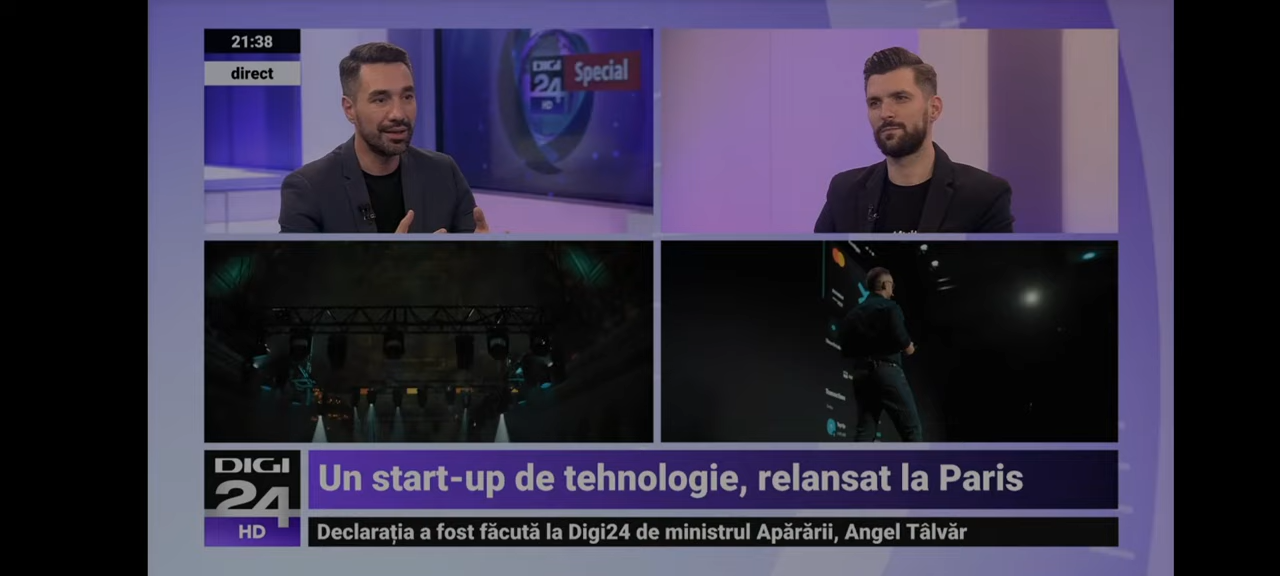 21:38
direct
DIGI
24
HD
Special
Un start-up de tehnologie, relansat la Paris
DIGI
24
HD
Declarația a fost făcută la Digi24 de ministrul Apărării, Angel Tâlvăr